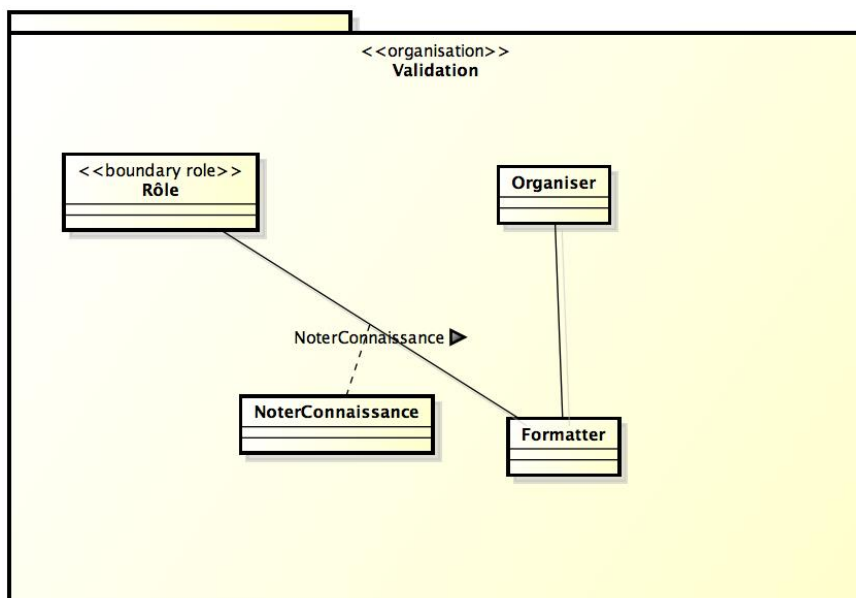 <<organisation>>
Validation
<<boundary role>>
Rôle
Organiser
NoterConnaissance
NoterConnaissance
Formatter